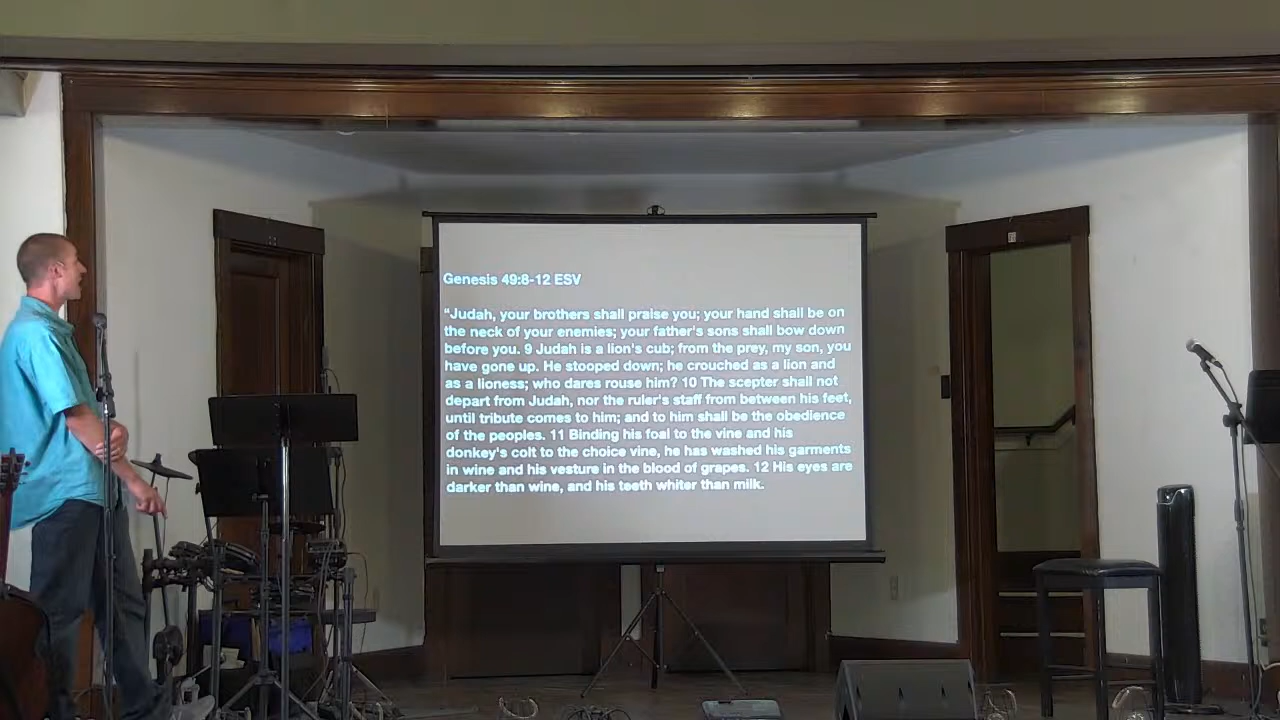 Genesis 49:8-12 ESV
“Judah, your brothers shall praise you; your hand shall be on
the neck of your enemies; your father's sons shall bow down
before you. 9 Judah is a lion's cub; from the prey, my son, you
have gone up. He stooped down; he crouched as a lion and
as a lioness; who dares rouse him? 10 The scepter shall not
depart from Judah, nor the ruler's staff from between his feet,
until tribute comes to him; and to him shall be the obedience
of the peoples. 11 Binding his foal to the vine and his
donkey's colt to the choice vine, he has washed his garments
in wine and his vesture in the blood of grapes. 12 His eyes are
darker than wine, and his teeth whiter than milk.